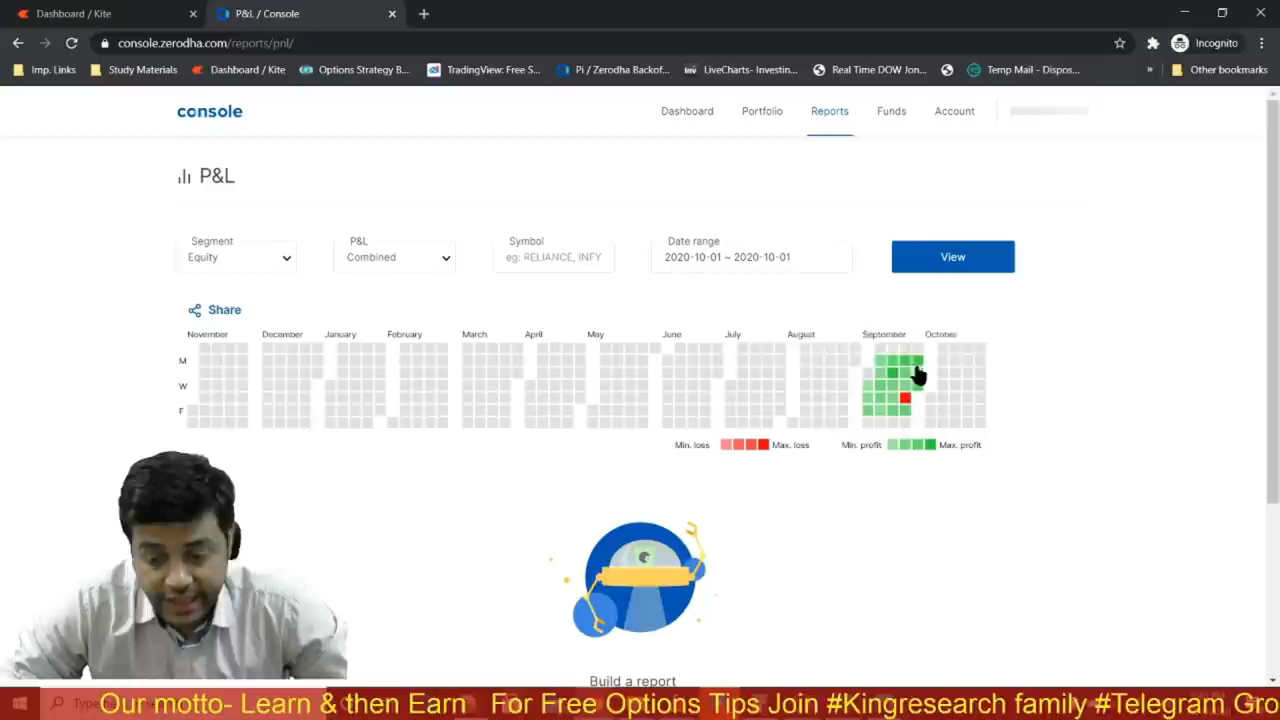 Dashboard / Kite
P&L / Console
console.zerodha.com/reports/pnl/
Incognito
Imp. Links
Study Materials
Dashboard / Kite
Options Strategy B...
TradingView: Free S...
Pi / Zerodha Backof...
LiveCharts- Investin...
Real Time DOW Jon...
Temp Mail - Dispos...
Other bookmarks
console
Dashboard
Portfolio
Reports
Funds
Account
P&L
Segment
Equity
P&L
Combined
Symbol
eg: RELIANCE, INFY
Date range
2020-10-01 ~ 2020-10-01
View
Share
November
December
January
February
March
April
May
June
July
August
September
October
M
W
F
Min. loss
Max. loss
Min. profit
Max. profit
Build a report
Our motto- Learn & then Earn For Free Options Tips Join #Kingresearch family #Telegram Gro